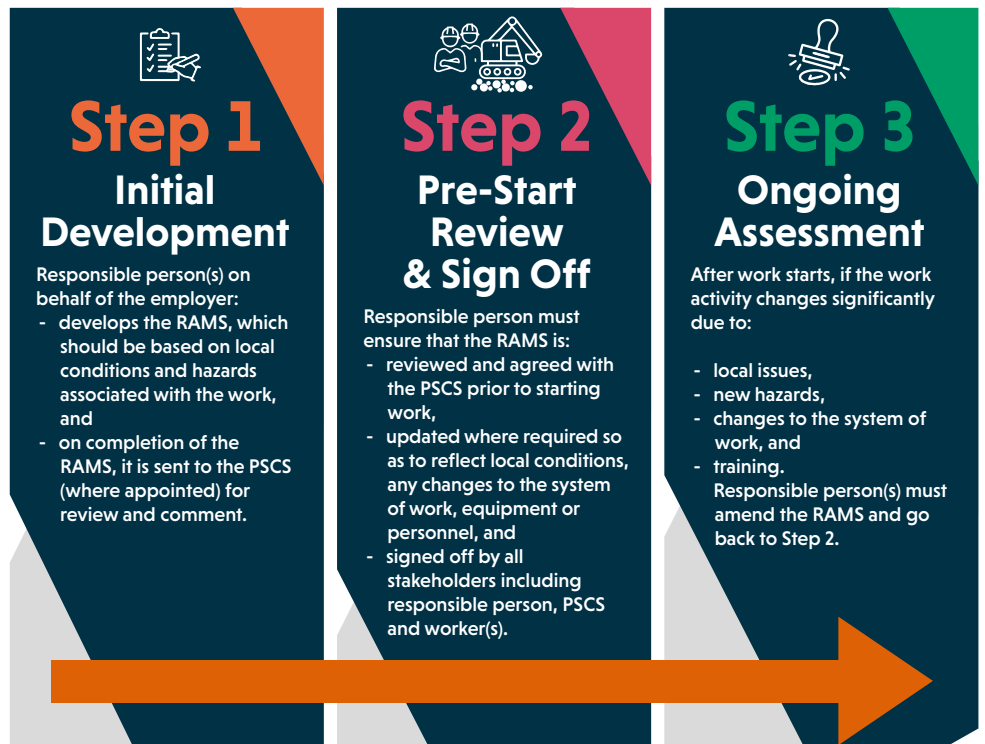 Step 1
Initial
Development
Responsible person(s) on
behalf of the employer:
- develops the RAMS, which
should be based on local
conditions and hazards
associated with the work,
and
- on completion of the
RAMS, it is sent to the PSCS
(where appointed) for
review and comment.
Step 2
Pre-Start
Review
& Sign Off
Responsible person must
ensure that the RAMS is:
- reviewed and agreed with
the PSCS prior to starting
work,
- updated where required so
as to reflect local conditions,
any changes to the system
of work, equipment or
personnel, and
- signed off by all
stakeholders including
responsible person, PSCS
and worker(s).
Step 3
Ongoing
Assessment
After work starts, if the work
activity changes significantly
due to:
- local issues,
- new hazards,
- changes to the system of
work, and
- training.
Responsible person(s) must
amend the RAMS and go
back to Step 2.